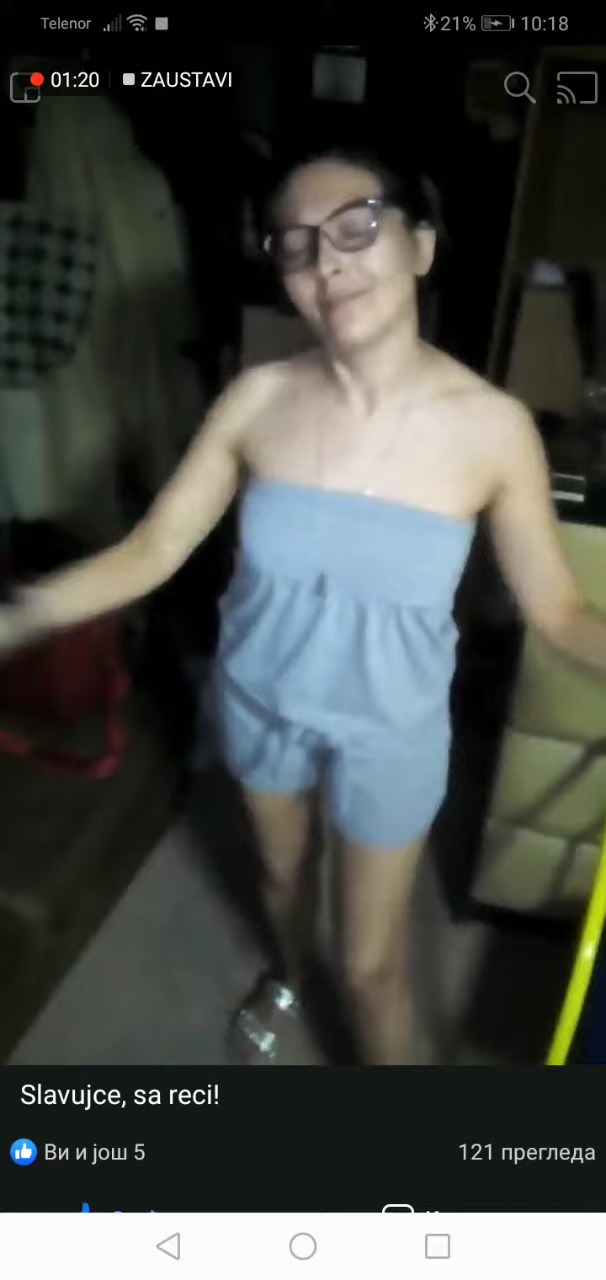 Telenor 21% 10:18
01:20 ZAUSTAVI
Slavujce, sa reci!
Ви и још 5 121 прегледа